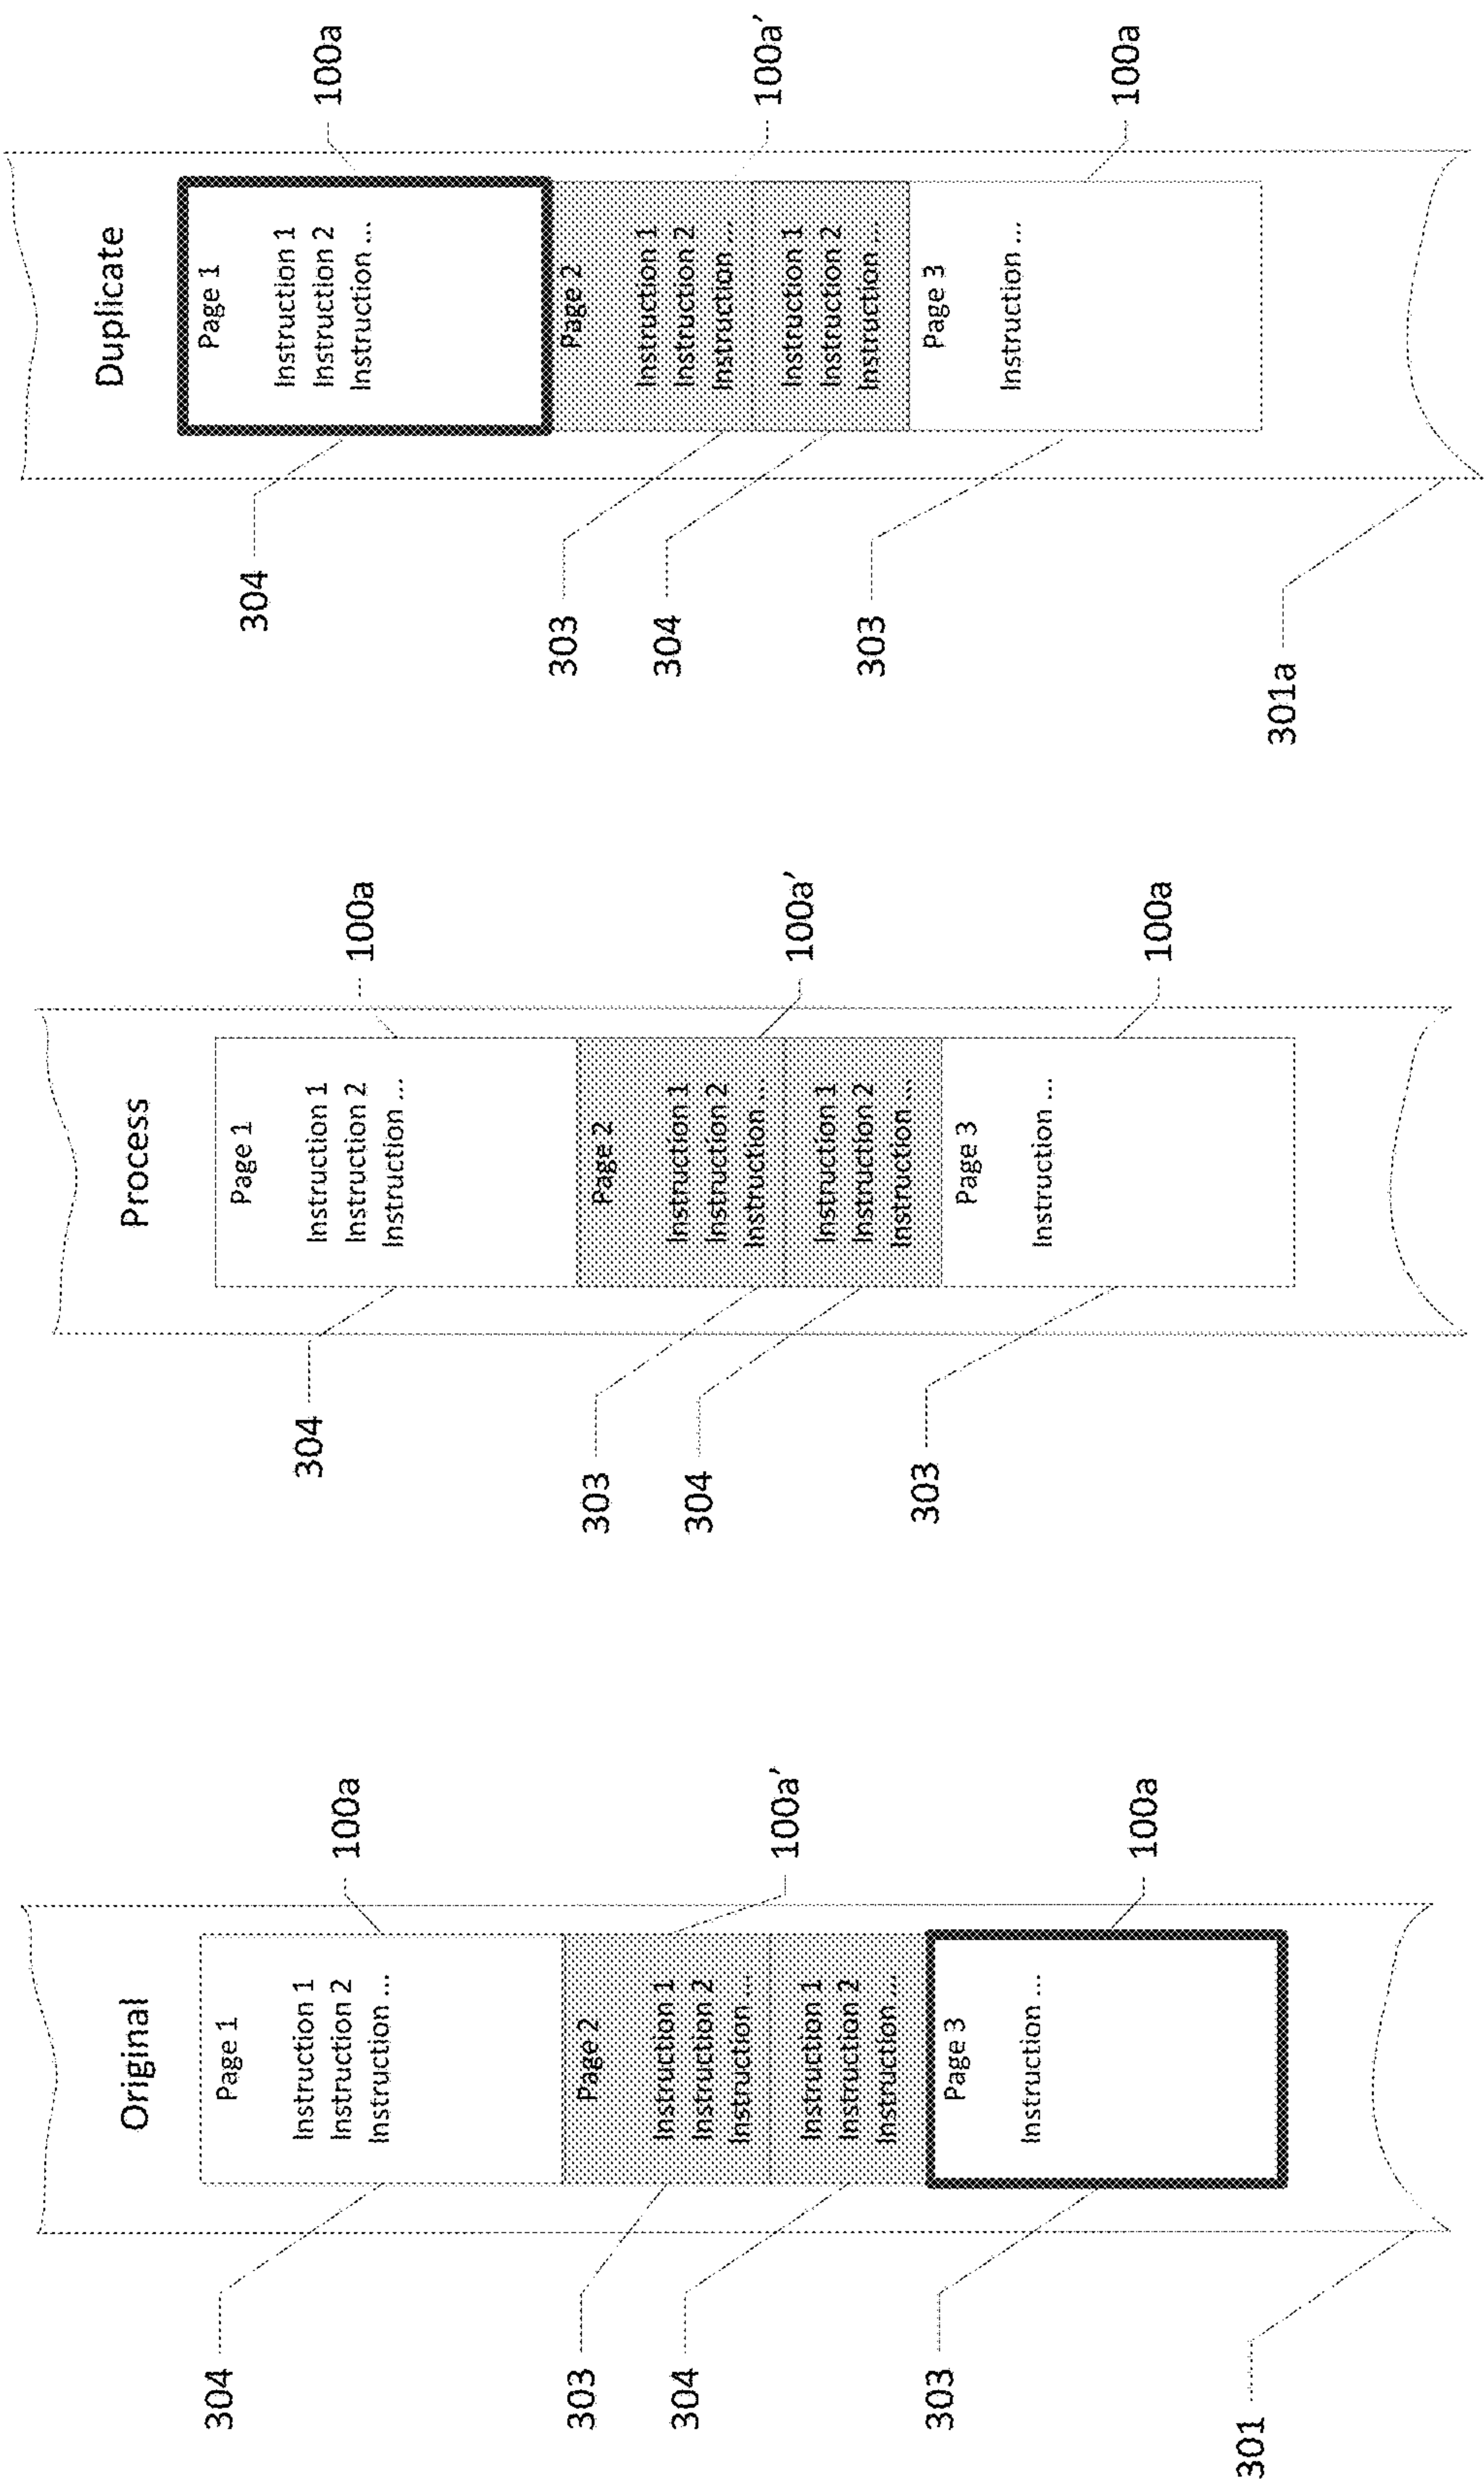 Original
Page 1
Instruction 1
Instruction 2
Instruction ...
Page 2
Instruction 1
Instruction 2
Instruction ...
Instruction 1
Instruction 2
Instruction ...
Page 3
Instruction ...
304
303
304
303
301
100a
100a'
100a
Process
Page 1
Instruction 1
Instruction 2
Instruction ...
Page 2
Instruction 1
Instruction 2
Instruction ...
Instruction 1
Instruction 2
Instruction ...
Page 3
Instruction ...
304
303
304
303
100a
100a'
100a
Duplicate
Page 1
Instruction 1
Instruction 2
Instruction ...
Page 2
Instruction 1
Instruction 2
Instruction ...
Instruction 1
Instruction 2
Instruction ...
Page 3
Instruction ...
304
303
304
303
301a
100a
100a'
100a